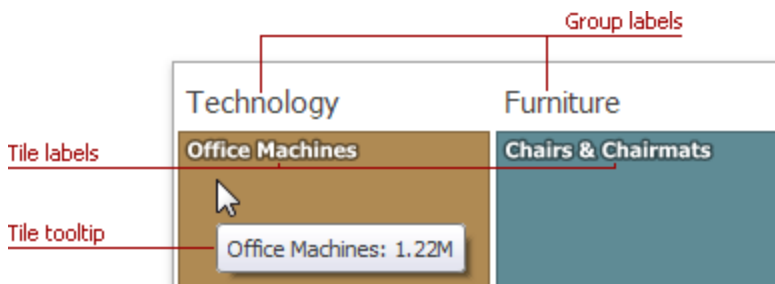 Group labels
Technology
Furniture
Tile labels
Office Machines
Chairs & Chairmats
Tile tooltip
Office Machines: 1.22M